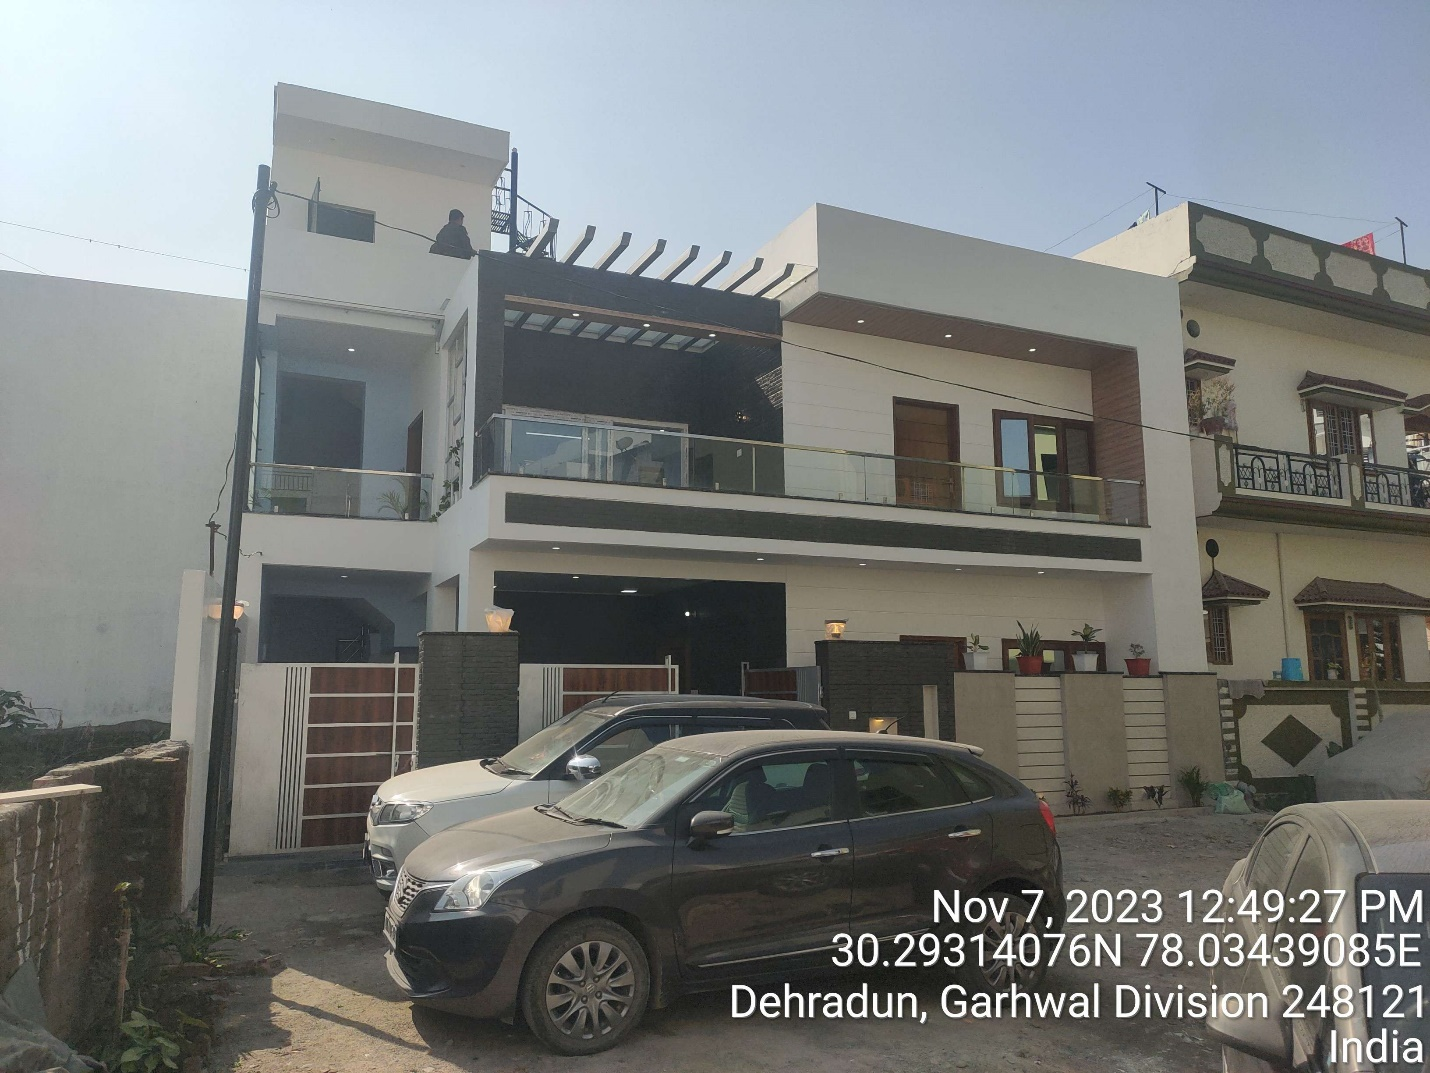 Nov 7, 2023 12:49:27 PM
30.29314076N 78.03439085E
Dehradun, Garhwal Division 248121
India